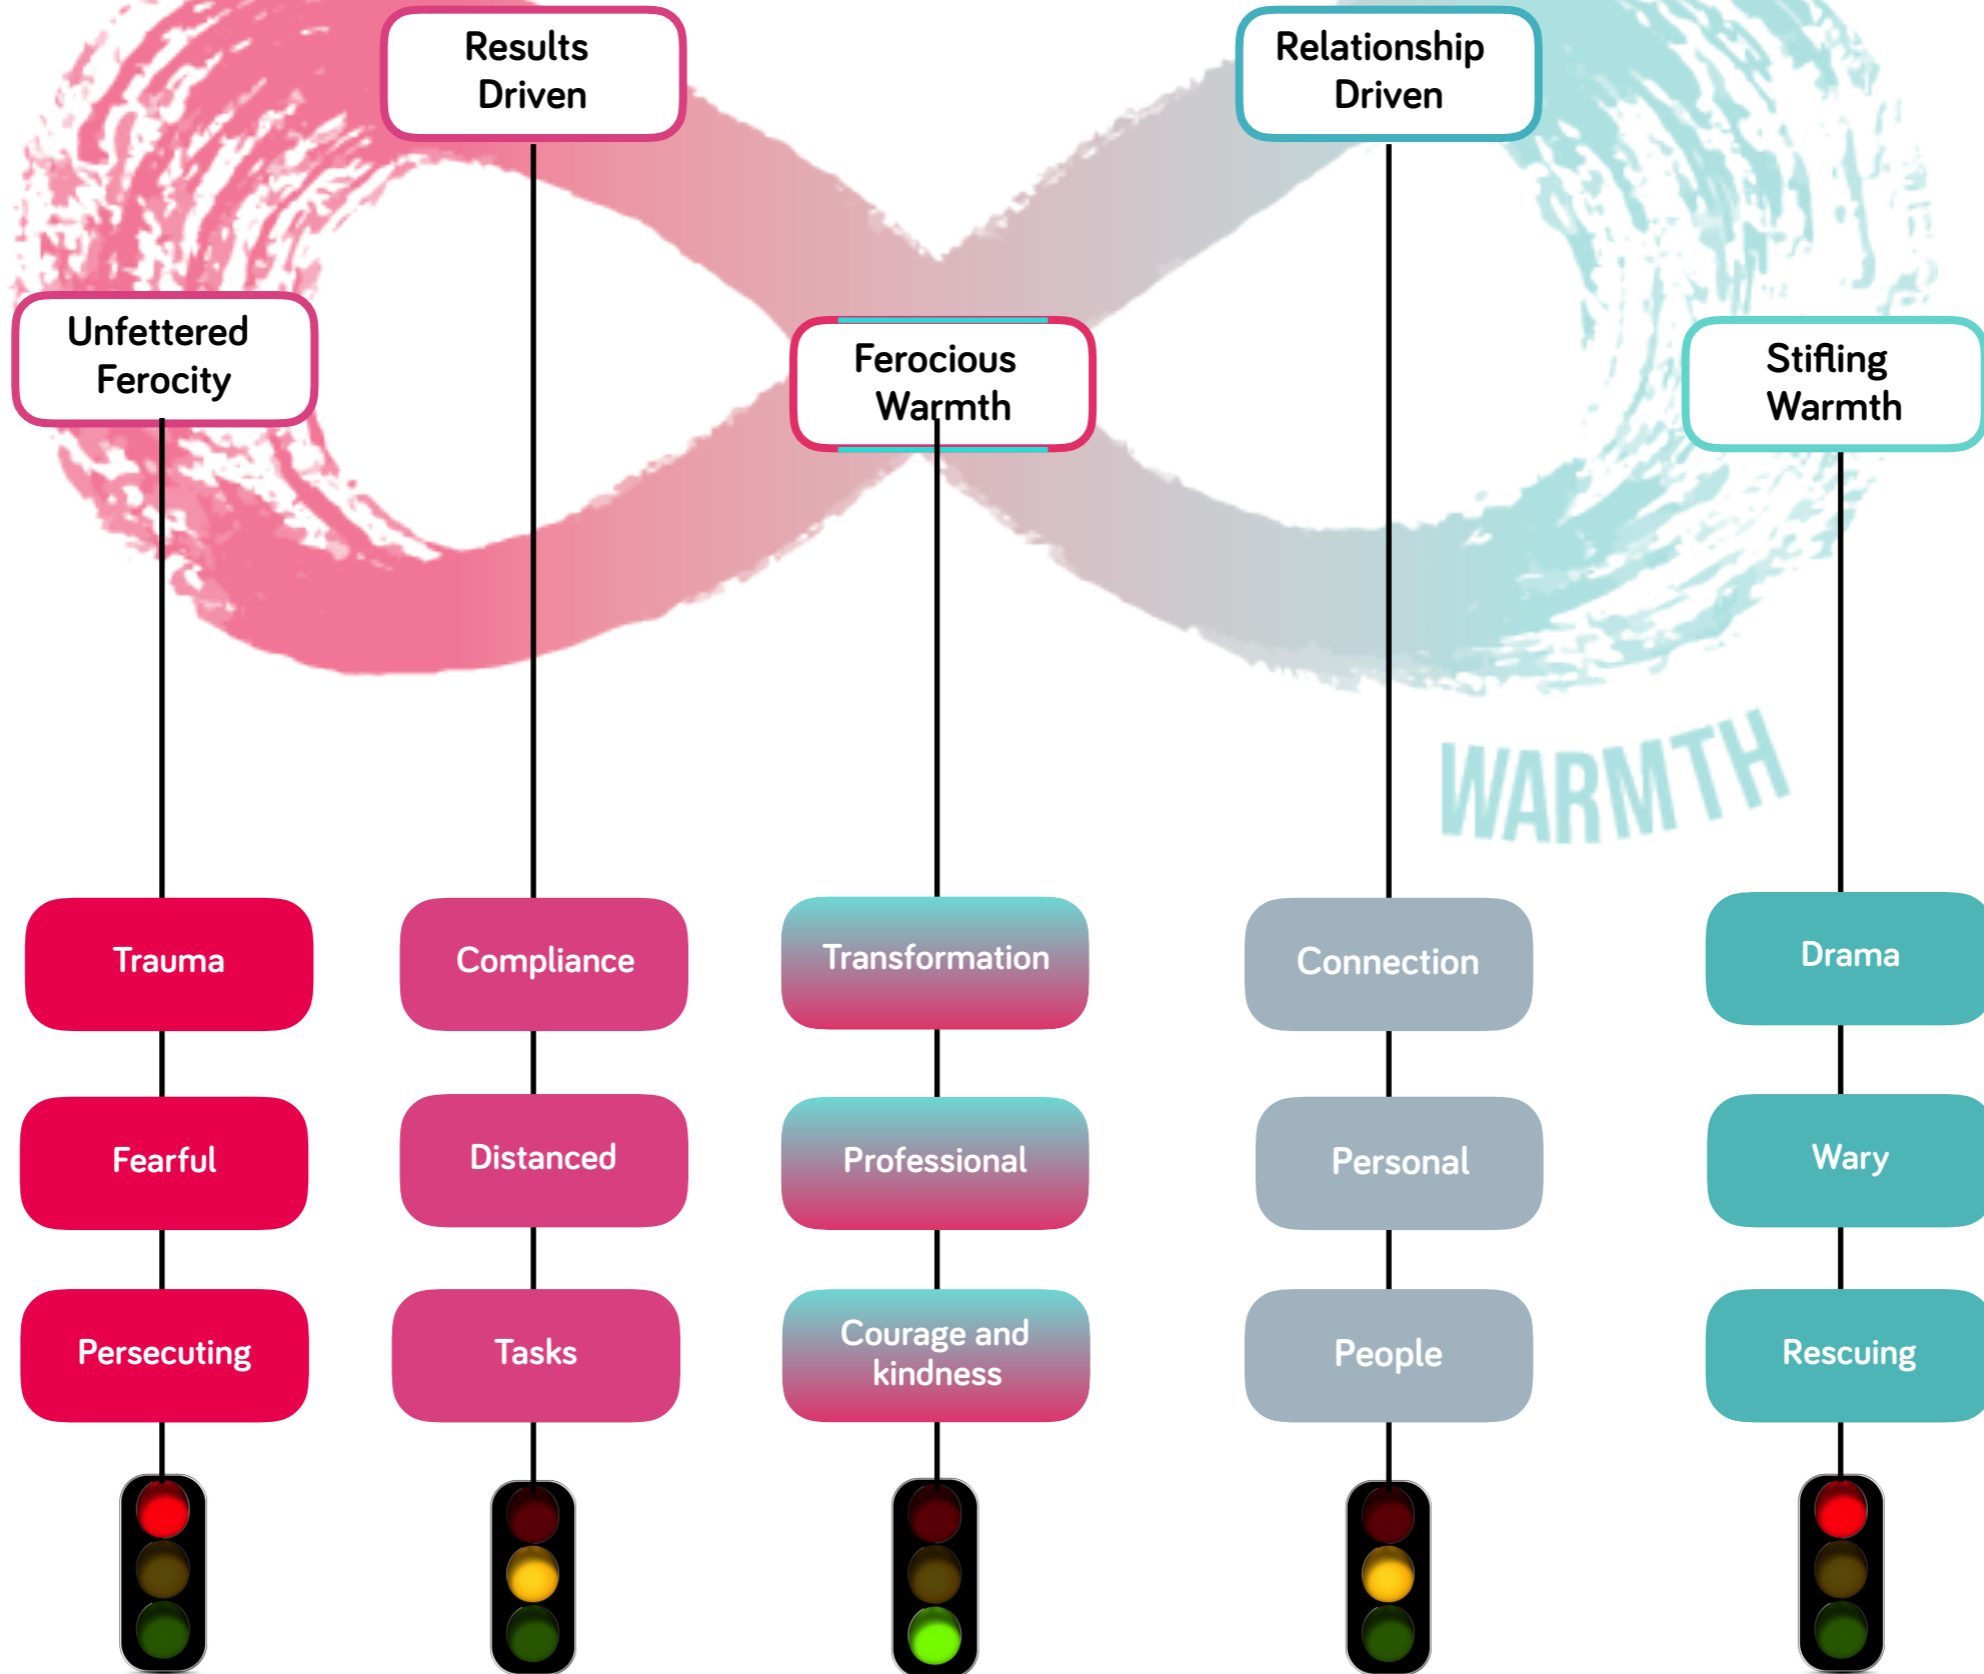 Results
Driven
Relationship
Driven
Unfettered
Ferocity
Ferocious
Warmth
Stifling
Warmth
WARMTH
Trauma
Compliance
Transformation
Connection
Drama
Fearful
Distanced
Professional
Personal
Wary
Persecuting
Tasks
Courage and
kindness
People
Rescuing